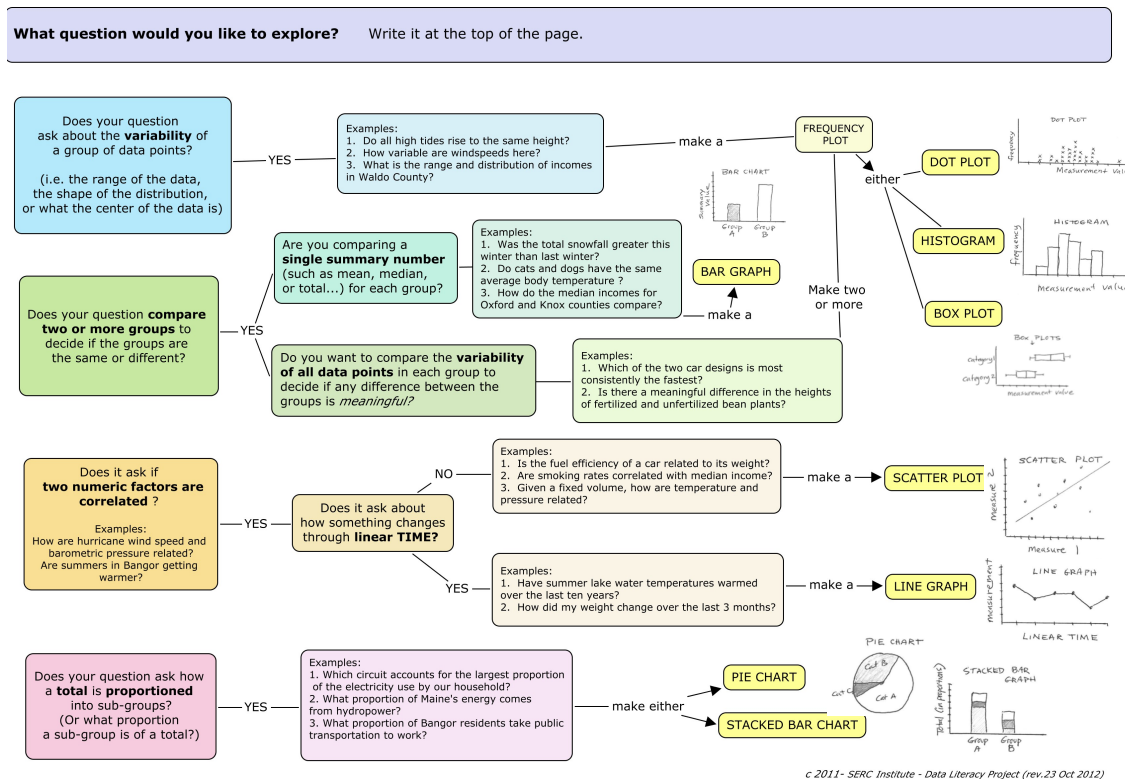 What question would you like to explore? Write it at the top of the page.
Does your question
ask about the variability of
a group of data points?
(i.e. the range of the data,
the shape of the distribution,
or what the center of the data is)
YES
Examples:
1. Do all high tides rise to the same height?
2. How variable are windspeeds here?
3. What is the range and distribution of incomes
in Waldo County?
make a
FREQUENCY
PLOT
either
DOT PLOT
HISTOGRAM
BOX PLOT
DOT PLOT
frequency
Measurement Valu
HISTOGRAM
frequency
Measurement Valu
BOX PLOTS
category1
category2
measurement value
Does your question compare
two or more groups to
decide if the groups are
the same or different?
YES
Are you comparing a
single summary number
(such as mean, median,
or total...) for each group?
Examples:
1. Was the total snowfall greater this
winter than last winter?
2. Do cats and dogs have the same
average body temperature ?
3. How do the median incomes for
Oxford and Knox counties compare?
make a
BAR GRAPH
BAR CHART
Summary
Value
Group
A
Group
B
Do you want to compare the variability
of all data points in each group to
decide if any difference between the
groups is meaningful?
Examples:
1. Which of the two car designs is most
consistently the fastest?
2. Is there a meaningful difference in the heights
of fertilized and unfertilized bean plants?
Make two
or more
Does it ask if
two numeric factors are
correlated ?
Examples:
How are hurricane wind speed and
barometric pressure related?
Are summers in Bangor getting
warmer?
YES
Does it ask about
how something changes
through linear TIME?
NO
Examples:
1. Is the fuel efficiency of a car related to its weight?
2. Are smoking rates correlated with median income?
3. Given a fixed volume, how are temperature and
pressure related?
make a
SCATTER PLOT
SCATTER PLOT
measure 2
measure 1
YES
Examples:
1. Have summer lake water temperatures warmed
over the last ten years?
2. How did my weight change over the last 3 months?
make a
LINE GRAPH
LINE GRAPH
measurement
LINEAR TIME
Does your question ask how
a total is proportioned
into sub-groups?
(Or what proportion
a sub-group is of a total?)
YES
Examples:
1. Which circuit accounts for the largest proportion
of the electricity use by our household?
2. What proportion of Maine's energy comes
from hydropower?
3. What proportion of Bangor residents take public
transportation to work?
make either
PIE CHART
STACKED BAR CHART
PIE CHART
Cat B
Cat C
Cat A
STACKED BAR
GRAPH
Total (in proportions)
Group
A
Group
B
c 2011- SERC Institute - Data Literacy Project (rev.23 Oct 2012)